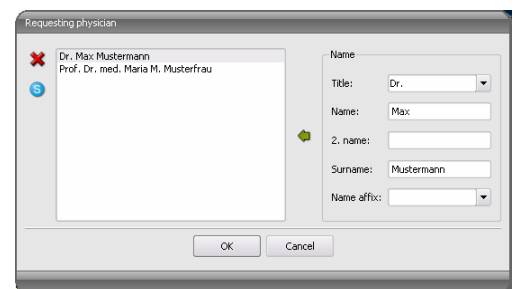 Requesting physician
Dr. Max Mustermann
Prof. Dr. med. Maria M. Musterfrau
S
Name
Title: Dr.
Name: Max
2. name:
Surname: Mustermann
Name affix:
OK Cancel